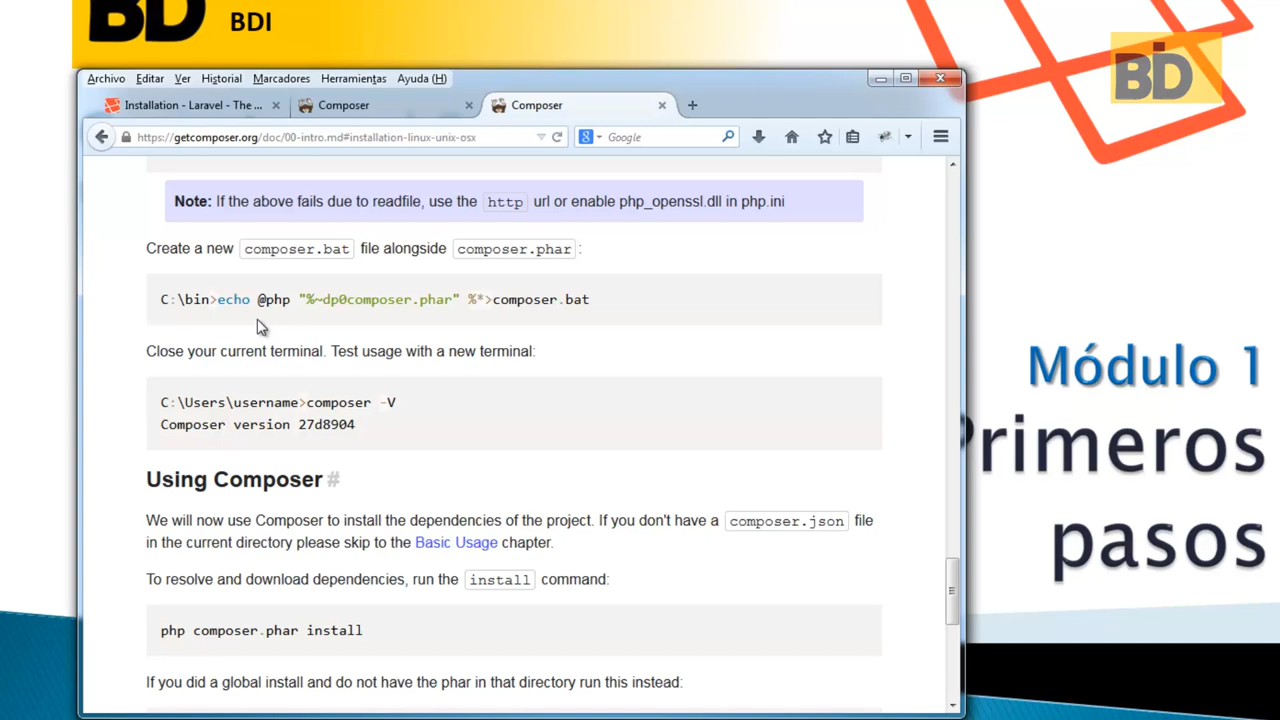 BD BDI
BD
Archivo Editar Ver Historial Marcadores Herramientas Ayuda (H)
Installation - Laravel - The ... Composer Composer
https://getcomposer.org/doc/00-intro.md#installation-linux-unix-osx Google
Note: If the above fails due to readfile, use the http url or enable php_openssl.dll in php.ini
Create a new composer.bat file alongside composer.phar :
C:\bin>echo @php "%~dp0composer.phar" %*>composer.bat
Close your current terminal. Test usage with a new terminal:
C:\Users\username>composer -V
Composer version 27d8904
Using Composer #
We will now use Composer to install the dependencies of the project. If you don't have a composer.json file
in the current directory please skip to the Basic Usage chapter.
To resolve and download dependencies, run the install command:
php composer.phar install
If you did a global install and do not have the phar in that directory run this instead:
Módulo 1
Primeros
pasos